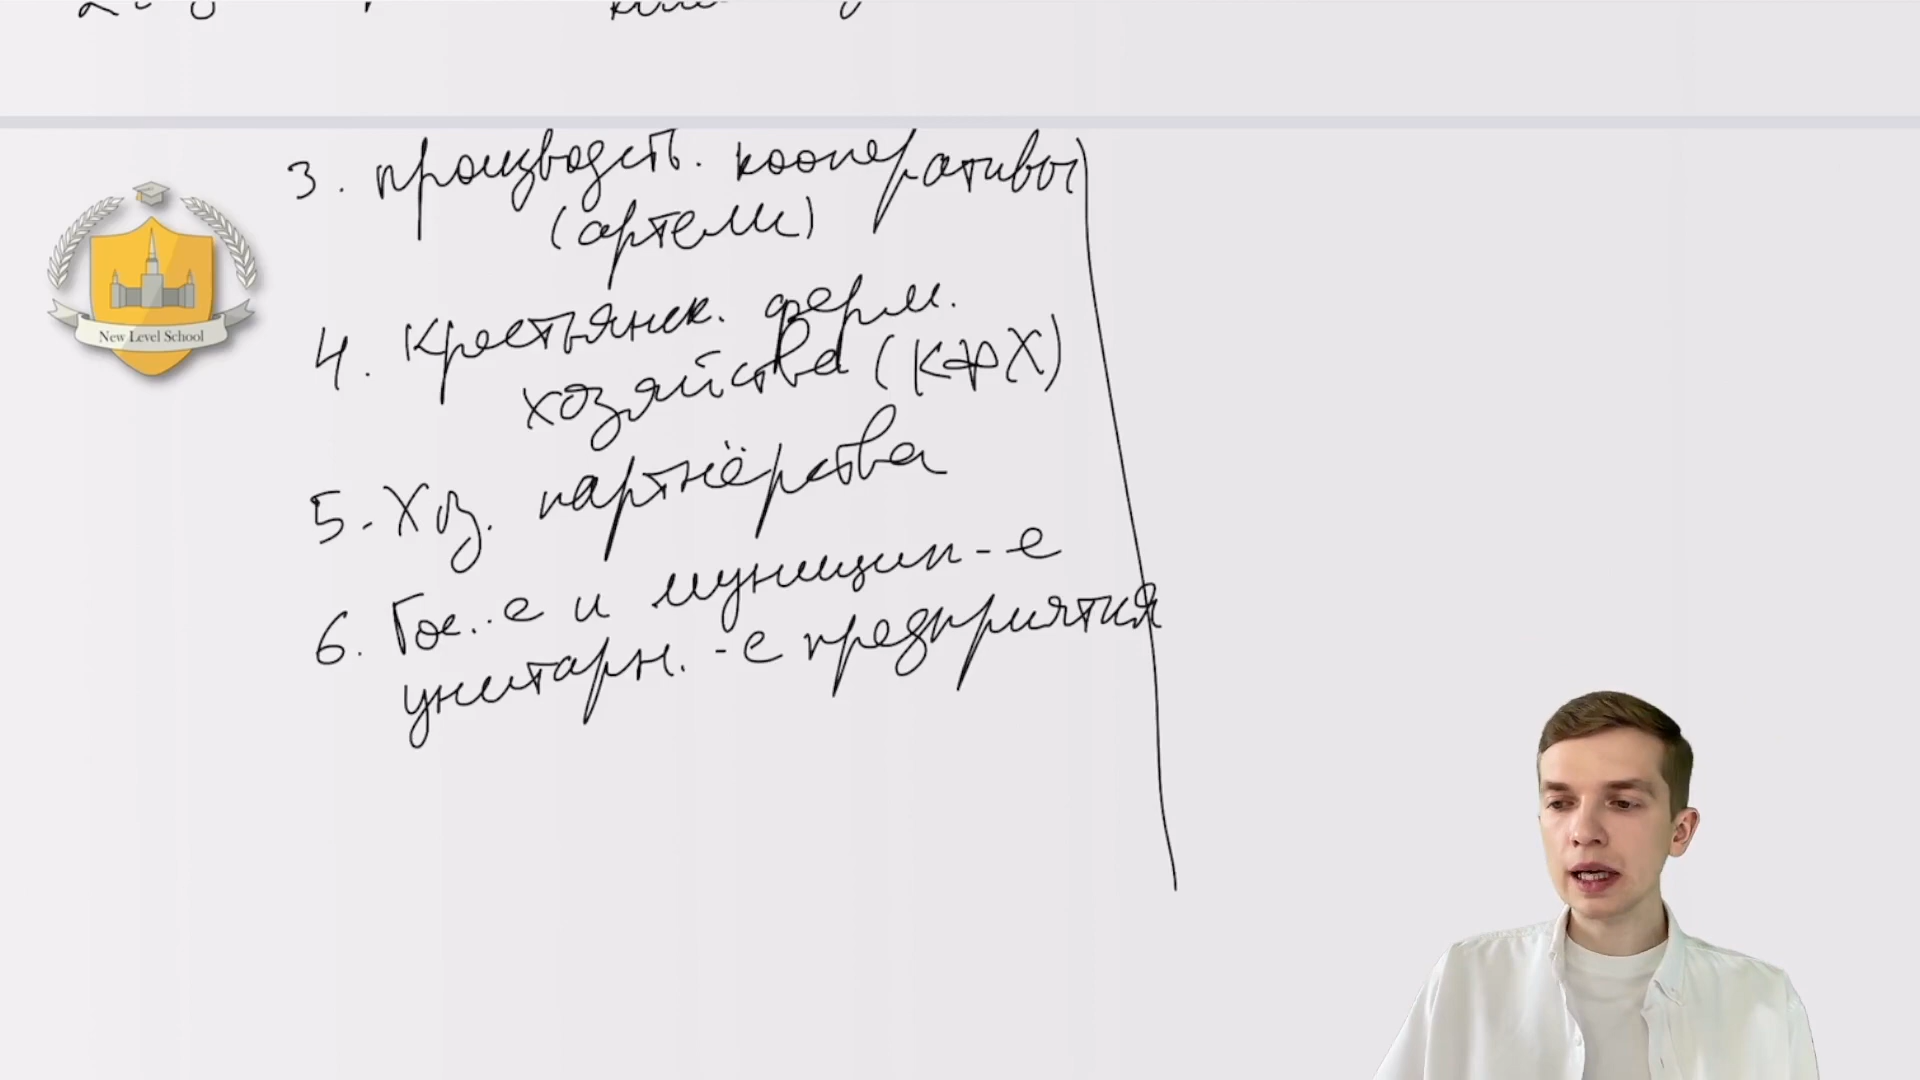 3. производств. кооперативы
(артели)
4. Крестьянск. ферм.
хозяйства (КФХ)
5. Хоз. партнёрства
6. Гос..е и муницип-е
унитарн.-е предприятия
New Level School